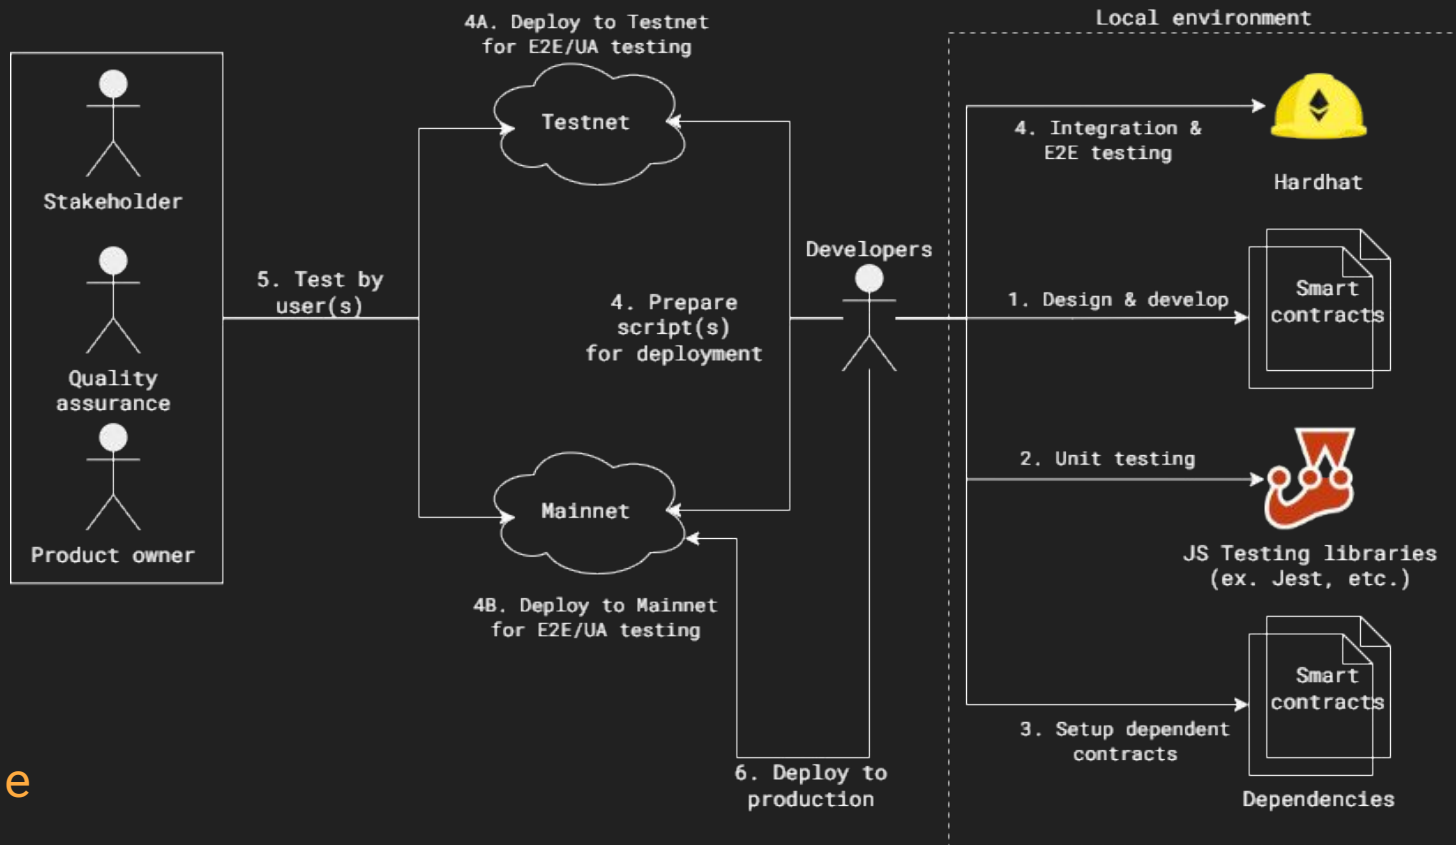 4A. Deploy to Testnet
for E2E/UA testing
Local environment
Testnet
4. Integration &
E2E testing
Hardhat
Stakeholder
Developers
5. Test by
user(s)
4. Prepare
script(s)
for deployment
1. Design & develop
Smart
contracts
Quality
assurance
2. Unit testing
Mainnet
JS Testing libraries
(ex. Jest, etc.)
Product owner
4B. Deploy to Mainnet
for E2E/UA testing
Smart
contracts
3. Setup dependent
contracts
6. Deploy to
production
Dependencies
e